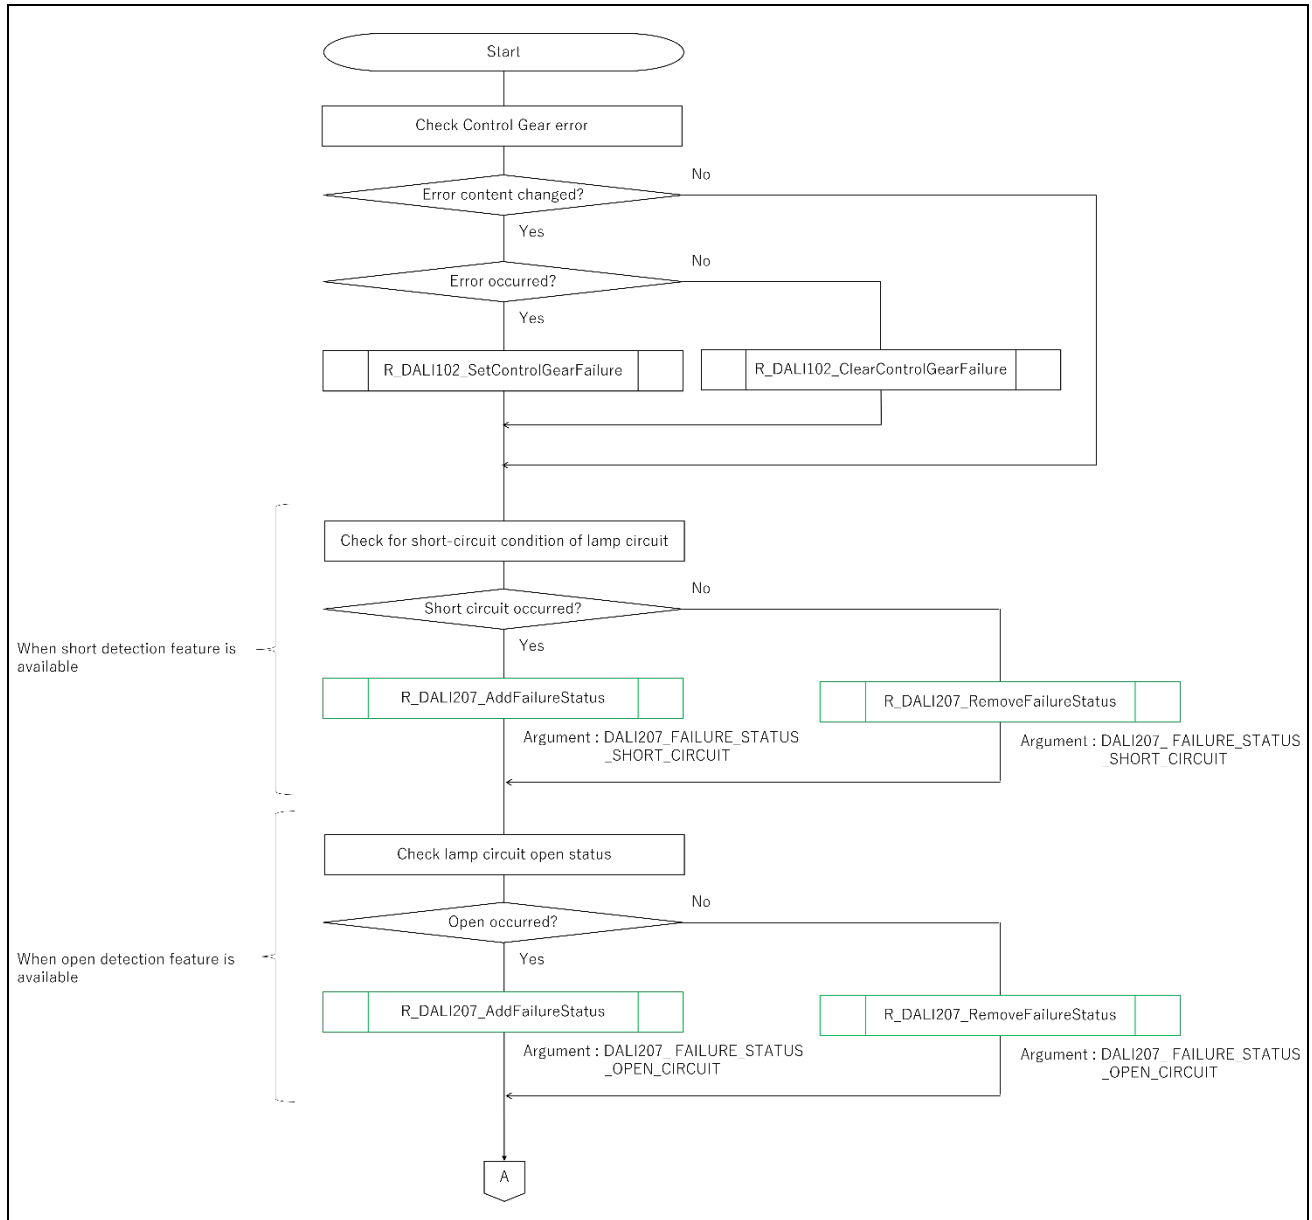 Start
Check Control Gear error
No
Error content changed?
Yes
No
Error occurred?
Yes
R_DALI102_SetControlGearFailure
R_DALI102_ClearControlGearFailure
Check for short-circuit condition of lamp circuit
No
Short circuit occurred?
When short detection feature is
available
Yes
R_DALI207_AddFailureStatus
R_DALI207_RemoveFailureStatus
Argument : DALI207_FAILURE_STATUS
_SHORT_CIRCUIT
Argument : DALI207_ FAILURE_STATUS
_SHORT_CIRCUIT
Check lamp circuit open status
No
Open occurred?
When open detection feature is
available
Yes
R_DALI207_AddFailureStatus
R_DALI207_RemoveFailureStatus
Argument : DALI207_ FAILURE_STATUS
_OPEN_CIRCUIT
Argument : DALI207_ FAILURE_STATUS
_OPEN_CIRCUIT
A